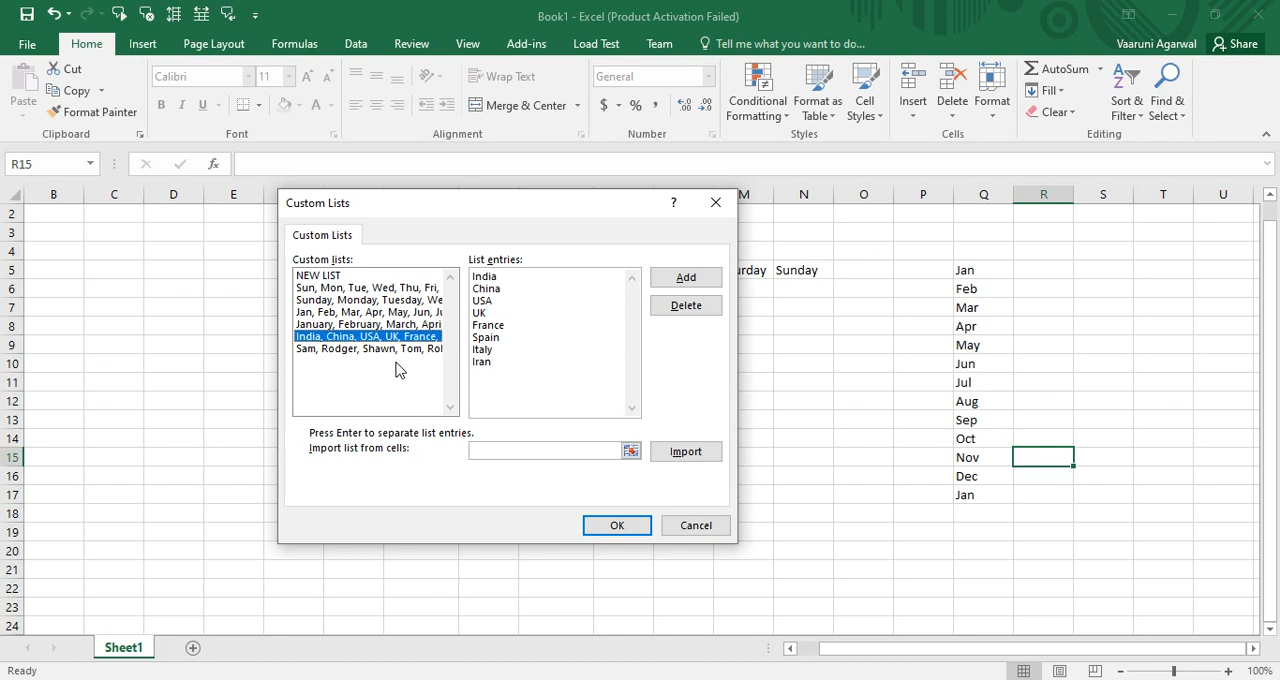 Book1 - Excel (Product Activation Failed)
File Home Insert Page Layout Formulas Data Review View Add-ins Load Test Team Tell me what you want to do... Vaaruni Agarwal Share
Paste
Cut
Copy
Format Painter
Clipboard
Calibri 11
B I U
Font
Wrap Text
Merge & Center
Alignment
General
$ % ,
Number
Conditional Formatting
Format as Table
Cell Styles
Styles
Insert Delete Format
Cells
AutoSum
Fill
Clear
Sort & Filter
Find & Select
Editing
R15 fx
B C D E M N O P Q R S T U
2
3
4
5 urday Sunday Jan
6 Feb
7 Mar
8 Apr
9 May
10 Jun
11 Jul
12 Aug
13 Sep
14 Oct
15 Nov
16 Dec
17 Jan
18
19
20
21
22
23
24
Custom Lists ?
Custom Lists
Custom lists:
NEW LIST
Sun, Mon, Tue, Wed, Thu, Fri,
Sunday, Monday, Tuesday, We
Jan, Feb, Mar, Apr, May, Jun, Ju
January, February, March, Apri
India, China, USA, UK, France,
Sam, Rodger, Shawn, Tom, Rol
List entries:
India
China
USA
UK
France
Spain
Italy
Iran
Add
Delete
Press Enter to separate list entries.
Import list from cells:
Import
OK Cancel
Sheet1
Ready 100%